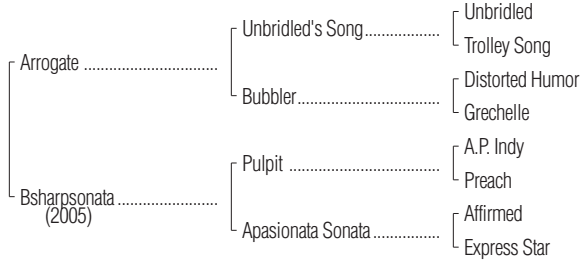 Unbridled
Unbridled's Song..................
Trolley Song
Arrogate ................................
Distorted Humor
Bubbler..................................
Grechelle
A.P. Indy
Pulpit ....................................
Preach
Bsharpsonata ........................
(2005)
Affirmed
Apasionata Sonata................
Express Star